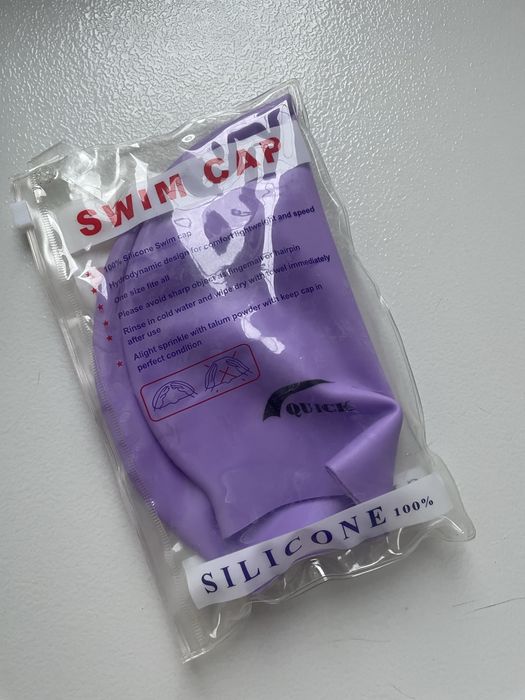 SWIM CAP
★ 100% Silicone Swim cap
★ Hydrodynamic design for comfort lightweight and speed
★ One size fite all
★ Please avoid sharp object as fingernail or hairpin
★ Rinse in cold water and wipe dry with towel immediately
after use
★ Alight sprinkle with talum powder with keep cap in
perfect condition
QUICK
SILICONE 100%